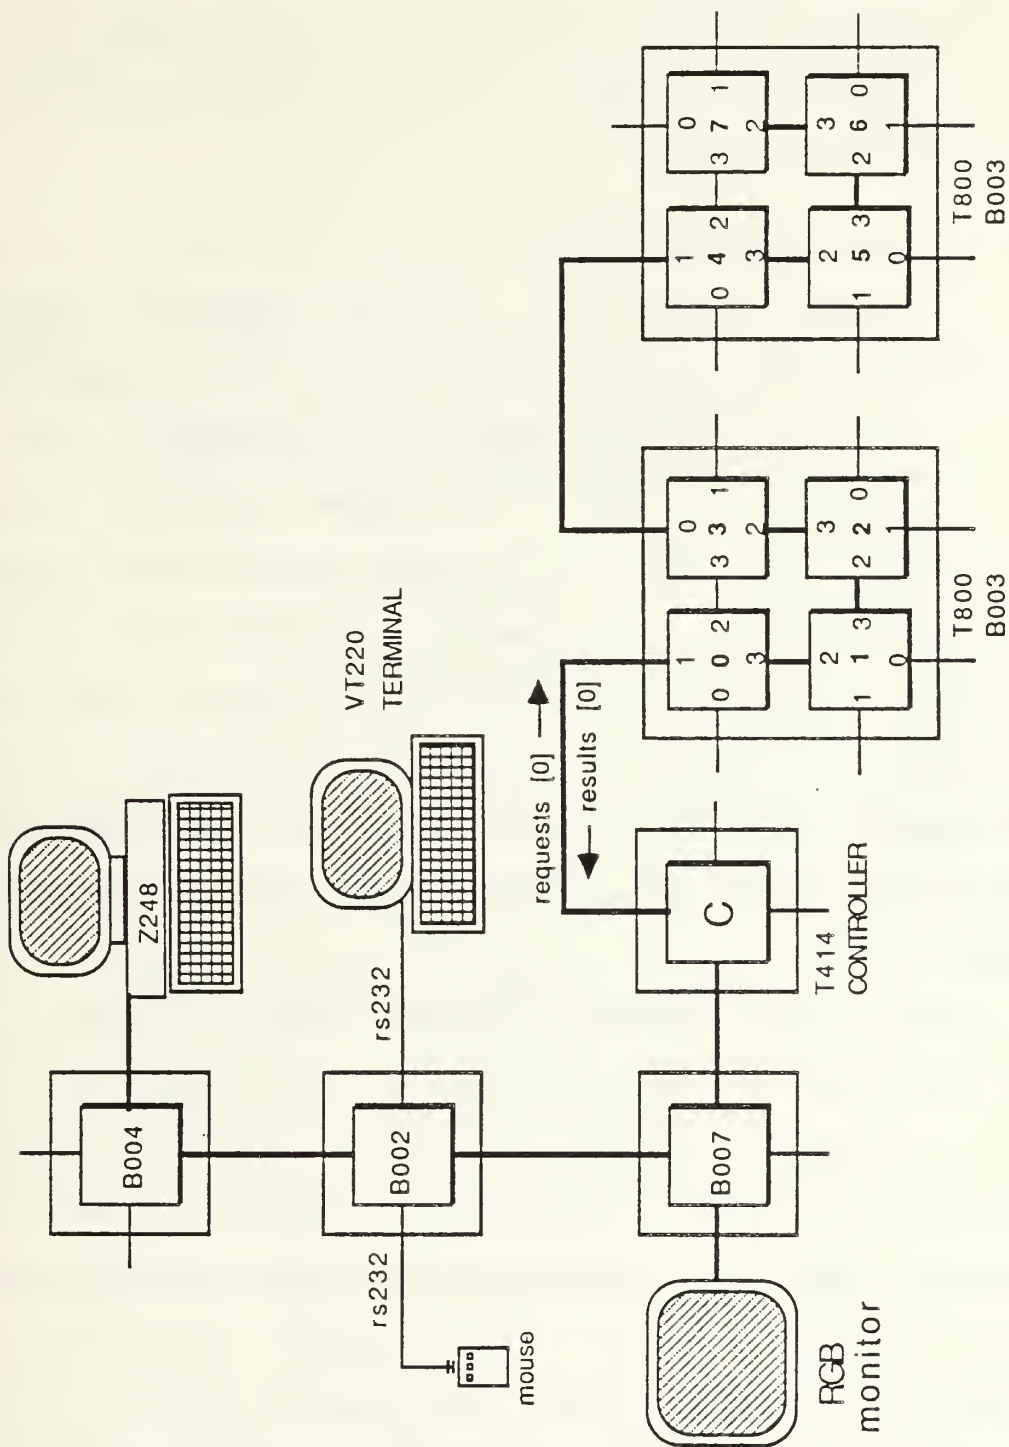 Z248
B004
VT220
TERMINAL
rs232
B002
rs232
mouse
requests [0]
results [0]
1
0 0 2
3
0
3 3 1
2
1
0 4 2
3
0
3 7 1
2
B007
C
2
1 1 3
0
3
2 2 0
1
2
1 5 3
0
3
2 6 0
1
RGB
monitor
T414
CONTROLLER
T800
B003
T800
B003